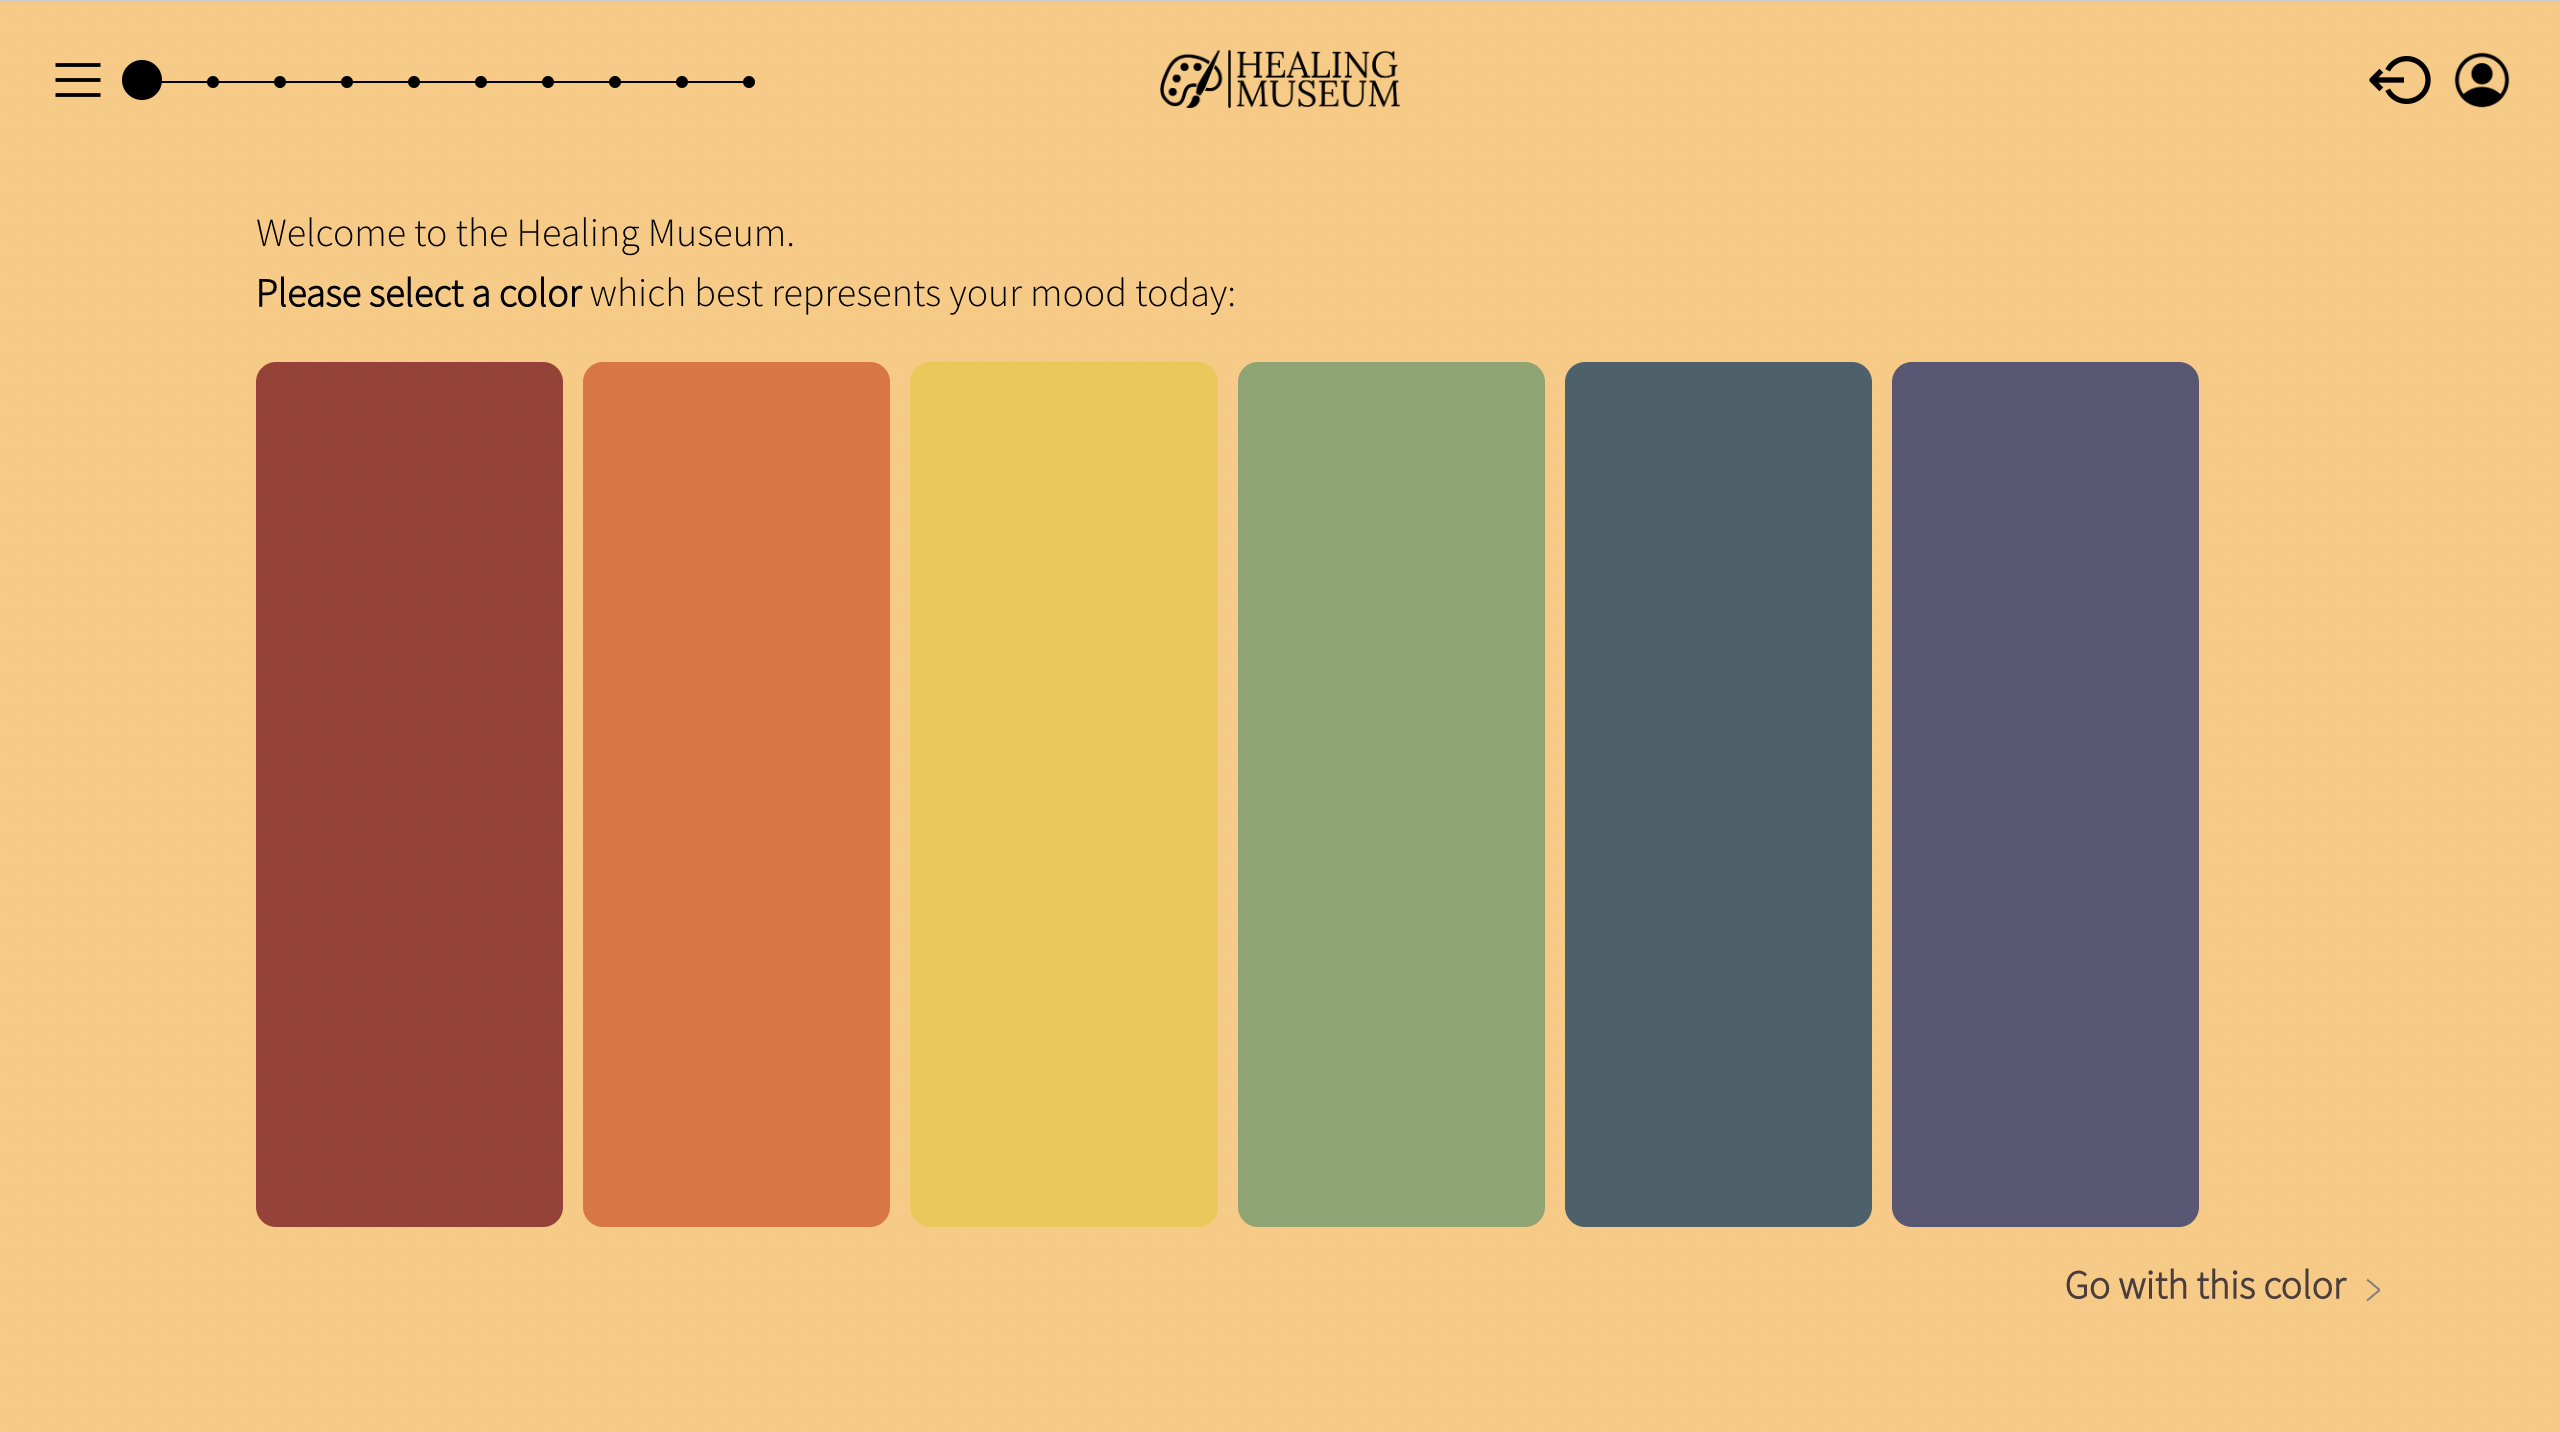 HEALING
MUSEUM
Welcome to the Healing Museum.
Please select a color which best represents your mood today:
Go with this color >